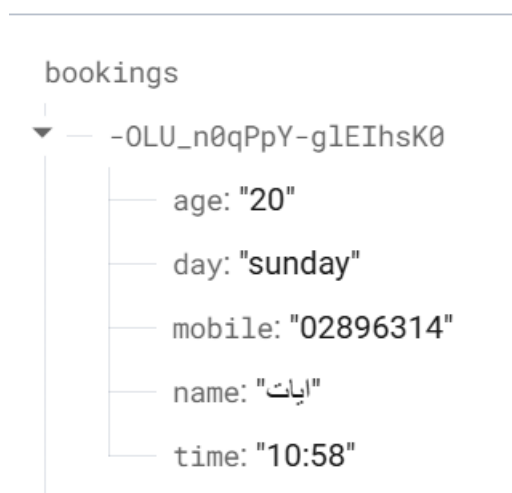 bookings
-OLU_n0qPpY-glEIhsK0
age: "20"
day: "sunday"
mobile: "02896314"
name: "ايات"
time: "10:58"